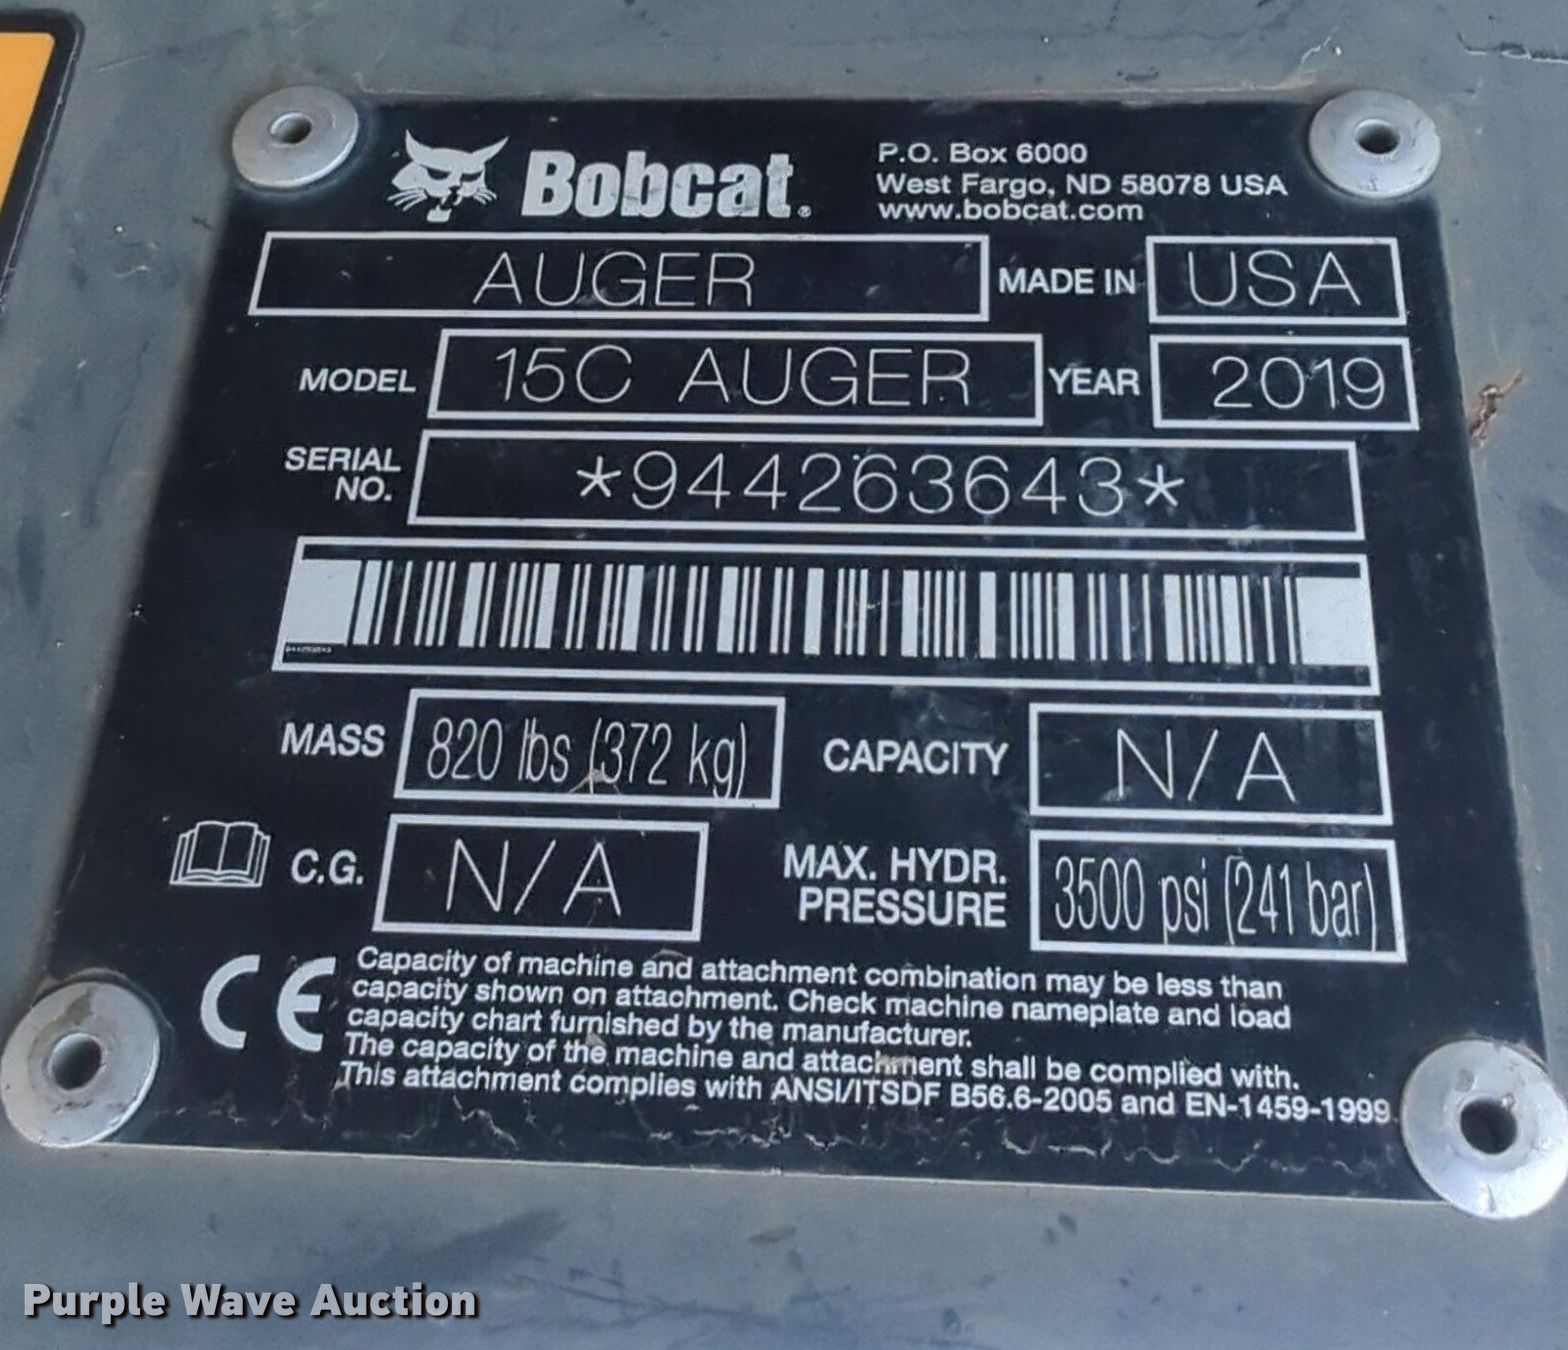 Bobcat®
P.O. Box 6000
West Fargo, ND 58078 USA
www.bobcat.com
AUGER
MADE IN USA
MODEL 15C AUGER
YEAR 2019
SERIAL NO. *944263643*
MASS 820 lbs (372 kg)
CAPACITY N/A
C.G. N/A
MAX. HYDR. PRESSURE 3500 psi (241 bar)
CE
Capacity of machine and attachment combination may be less than
capacity shown on attachment. Check machine nameplate and load
capacity chart furnished by the manufacturer.
The capacity of the machine and attachment shall be complied with.
This attachment complies with ANSI/ITSDF B56.6-2005 and EN-1459-1999
Purple Wave Auction